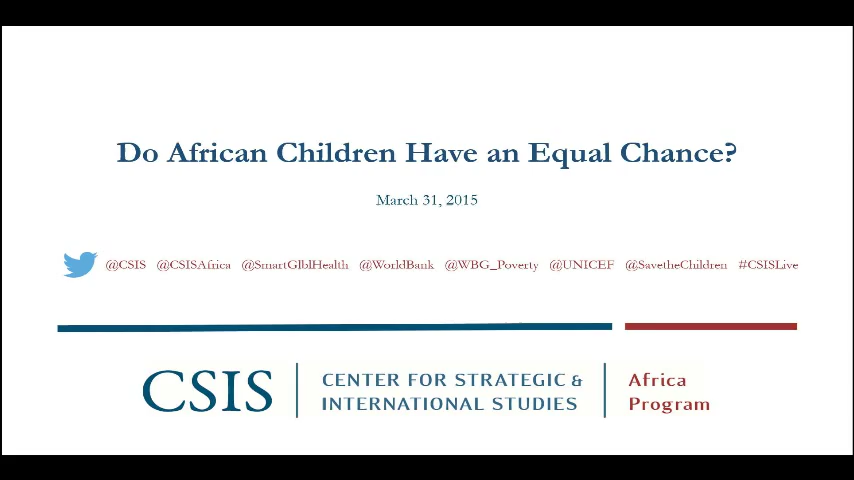 Do African Children Have an Equal Chance?
March 31, 2015
@CSIS @CSISAfrica @SmartGlblHealth @WorldBank @WBG_Poverty @UNICEF @SavetheChildren #CSISLive
CSIS
CENTER FOR STRATEGIC &
INTERNATIONAL STUDIES
Africa
Program